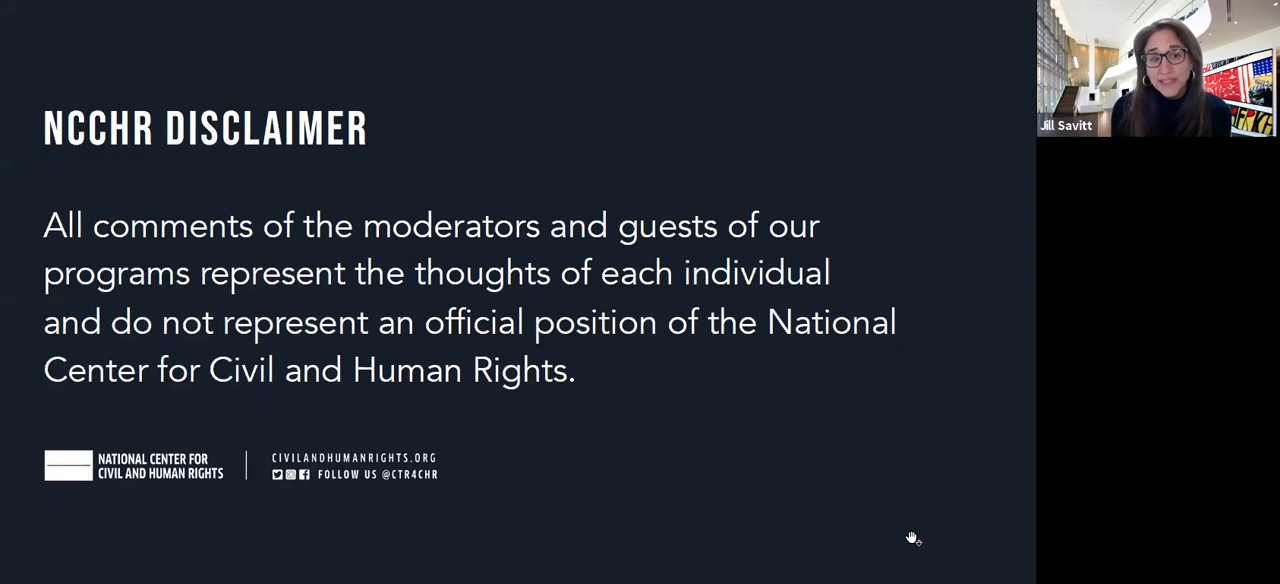 NCCHR DISCLAIMER
All comments of the moderators and guests of our
programs represent the thoughts of each individual
and do not represent an official position of the National
Center for Civil and Human Rights.
NATIONAL CENTER FOR
CIVIL AND HUMAN RIGHTS
CIVILANDHUMANRIGHTS.ORG
FOLLOW US @CTR4CHR
Jill Savitt